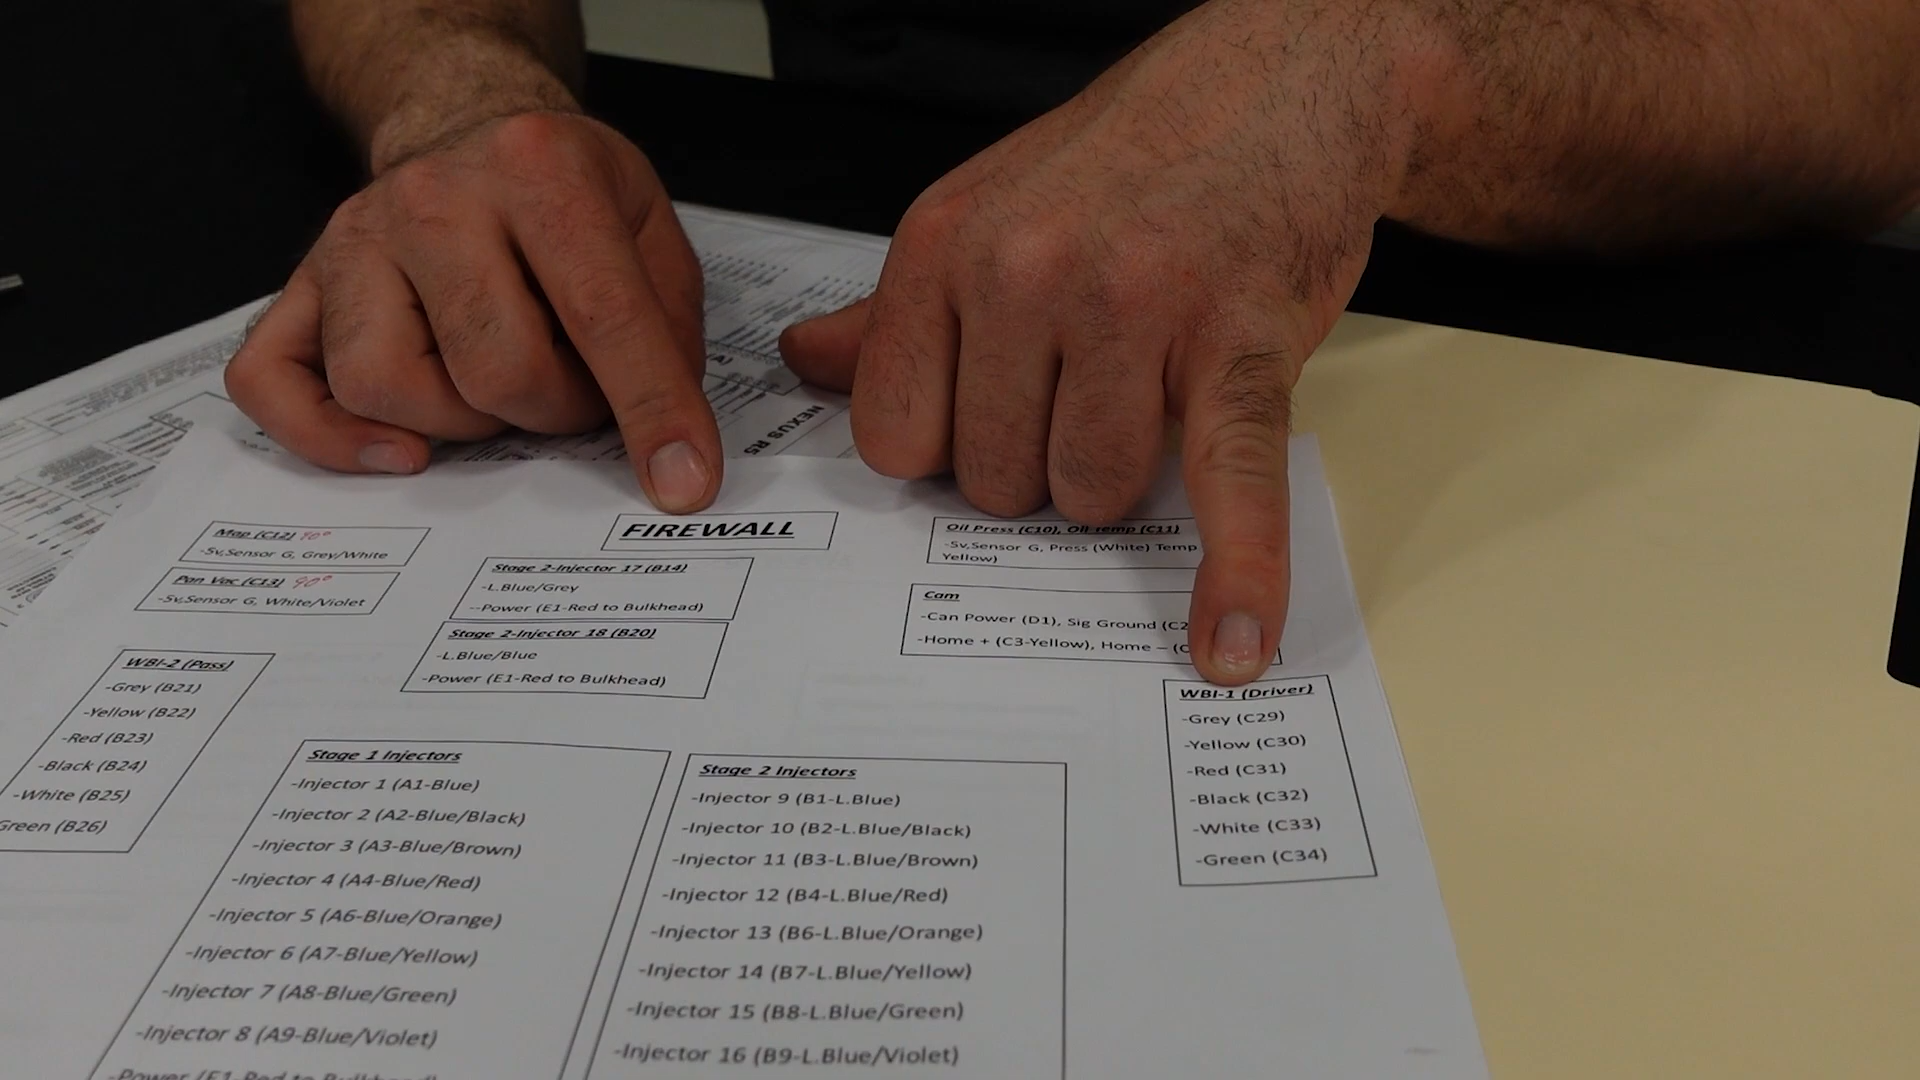 NEXUS R5
(A)
FIREWALL
Map (C12) 90°
-5v,Sensor G, Grey/White
Pan Vac (C13) 90°
-5v,Sensor G, White/Violet
Stage 2-Injector 17 (B14)
-L.Blue/Grey
--Power (E1-Red to Bulkhead)
Stage 2-Injector 18 (B20)
-L.Blue/Blue
-Power (E1-Red to Bulkhead)
Oil Press (C10), Oil Temp (C11)
-5v,Sensor G, Press (White) Temp
Yellow)
Cam
-Can Power (D1), Sig Ground (C2
-Home + (C3-Yellow), Home – (C
WBI-2 (Pass)
-Grey (B21)
-Yellow (B22)
-Red (B23)
-Black (B24)
-White (B25)
Green (B26)
Stage 1 Injectors
-Injector 1 (A1-Blue)
-Injector 2 (A2-Blue/Black)
-Injector 3 (A3-Blue/Brown)
-Injector 4 (A4-Blue/Red)
-Injector 5 (A6-Blue/Orange)
-Injector 6 (A7-Blue/Yellow)
-Injector 7 (A8-Blue/Green)
-Injector 8 (A9-Blue/Violet)
-Power (E1-Red to Bulkhead)
Stage 2 Injectors
-Injector 9 (B1-L.Blue)
-Injector 10 (B2-L.Blue/Black)
-Injector 11 (B3-L.Blue/Brown)
-Injector 12 (B4-L.Blue/Red)
-Injector 13 (B6-L.Blue/Orange)
-Injector 14 (B7-L.Blue/Yellow)
-Injector 15 (B8-L.Blue/Green)
-Injector 16 (B9-L.Blue/Violet)
WBI-1 (Driver)
-Grey (C29)
-Yellow (C30)
-Red (C31)
-Black (C32)
-White (C33)
-Green (C34)